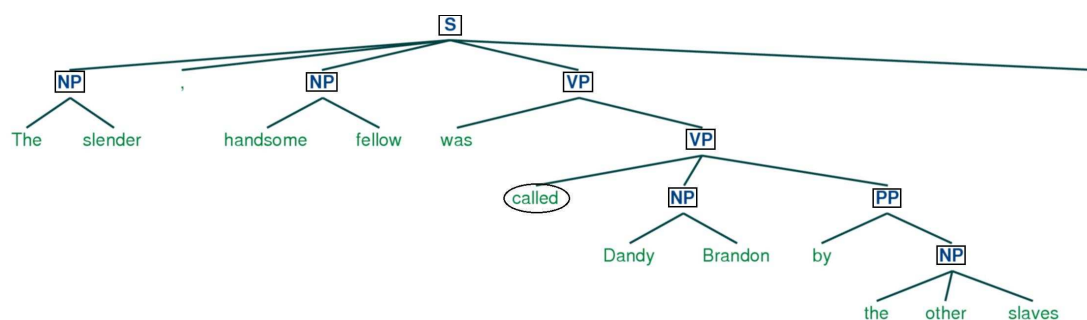 S
NP , NP VP
The slender handsome fellow was VP
called NP PP
Dandy Brandon by NP
the other slaves